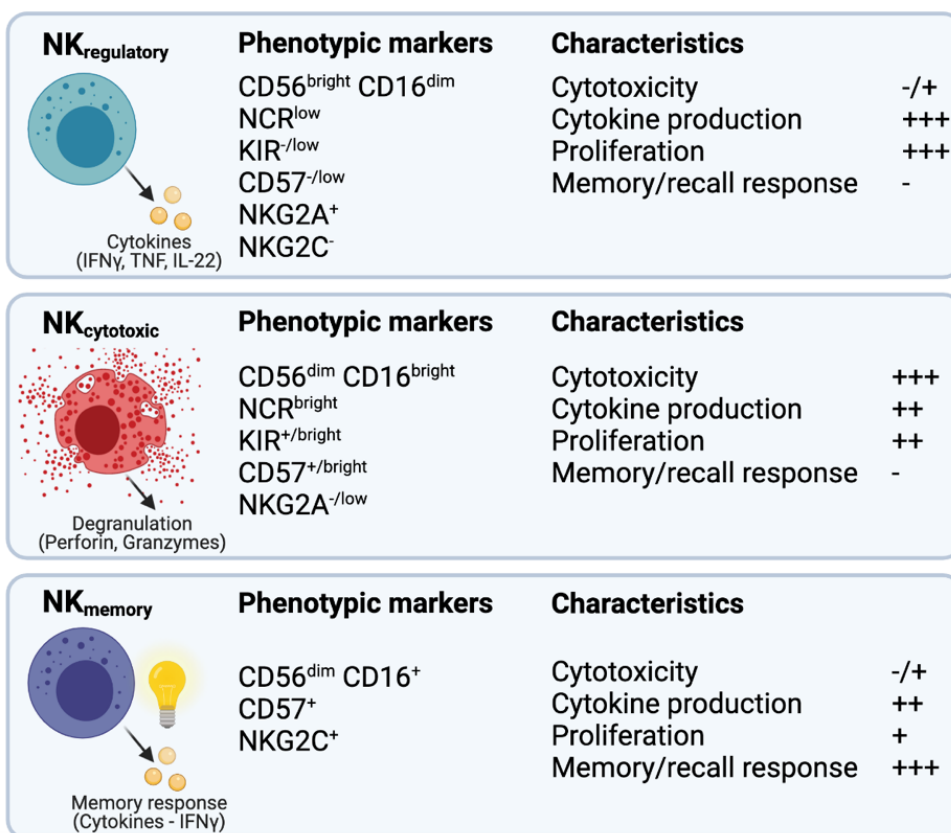 NKregulatory Phenotypic markers Characteristics
CD56bright CD16dim Cytotoxicity -/+
NCRlow Cytokine production +++
KIR-/low Proliferation +++
CD57-/low Memory/recall response -
NKG2A+
NKG2C-
Cytokines
(IFNγ, TNF, IL-22)
NKcytotoxic Phenotypic markers Characteristics
CD56dim CD16bright Cytotoxicity +++
NCRbright Cytokine production ++
KIR+/bright Proliferation ++
CD57+/bright Memory/recall response -
NKG2A-/low
Degranulation
(Perforin, Granzymes)
NKmemory Phenotypic markers Characteristics
CD56dim CD16+ Cytotoxicity -/+
CD57+ Cytokine production ++
NKG2C+ Proliferation +
Memory/recall response +++
Memory response
(Cytokines - IFNγ)